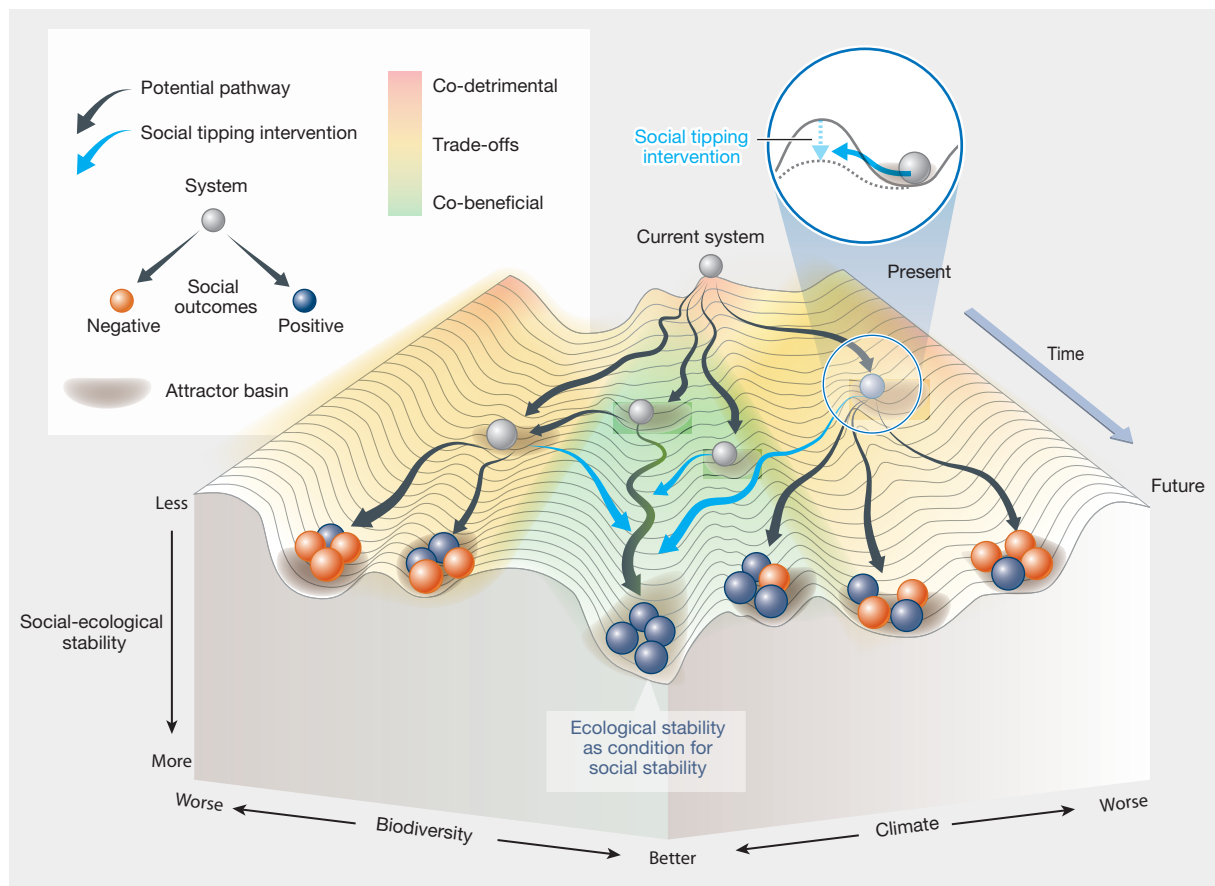 Potential pathway
Social tipping intervention
System
Social
outcomes
Negative
Positive
Attractor basin
Co-detrimental
Trade-offs
Co-beneficial
Social tipping
intervention
Current system
Present
Time
Future
Less
Social-ecological
stability
More
Ecological stability
as condition for
social stability
Worse
Biodiversity
Better
Climate
Worse